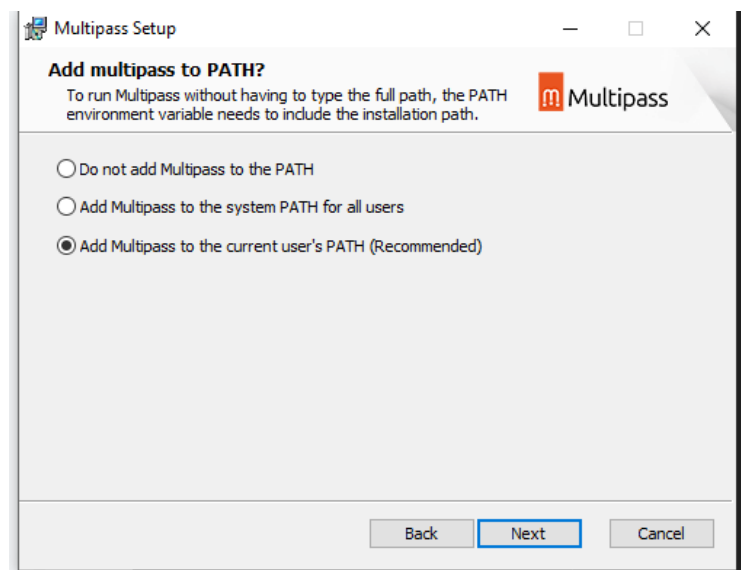 Multipass Setup
Add multipass to PATH?
To run Multipass without having to type the full path, the PATH
environment variable needs to include the installation path.
m Multipass
Do not add Multipass to the PATH
Add Multipass to the system PATH for all users
Add Multipass to the current user's PATH (Recommended)
Back Next Cancel